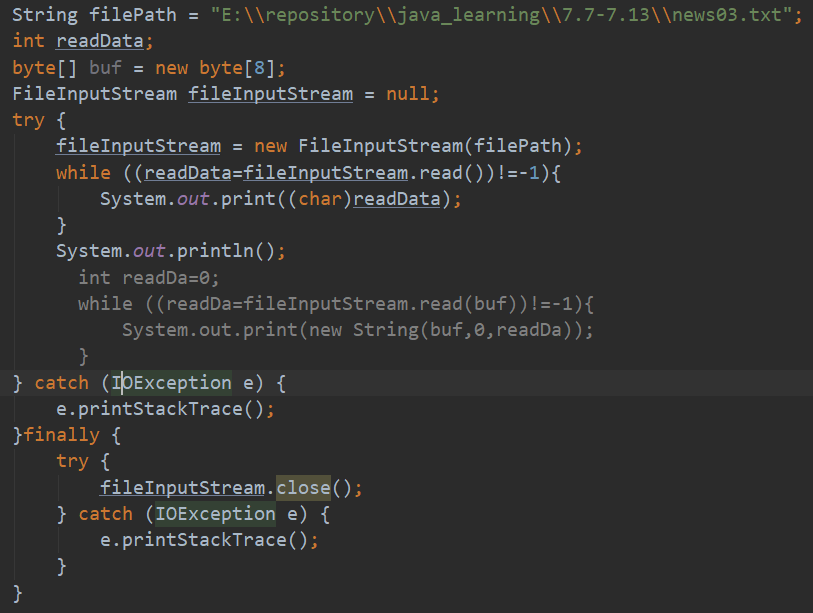 String filePath = "E:\\repository\\java_learning\\7.7-7.13\\news03.txt";
int readData;
byte[] buf = new byte[8];
FileInputStream fileInputStream = null;
try {
    fileInputStream = new FileInputStream(filePath);
    while ((readData=fileInputStream.read())!=-1){
        System.out.print((char)readData);
    }
    System.out.println();
      int readDa=0;
      while ((readDa=fileInputStream.read(buf))!=-1){
          System.out.print(new String(buf,0,readDa));
      }
} catch (IOException e) {
    e.printStackTrace();
}finally {
    try {
        fileInputStream.close();
    } catch (IOException e) {
        e.printStackTrace();
    }
}